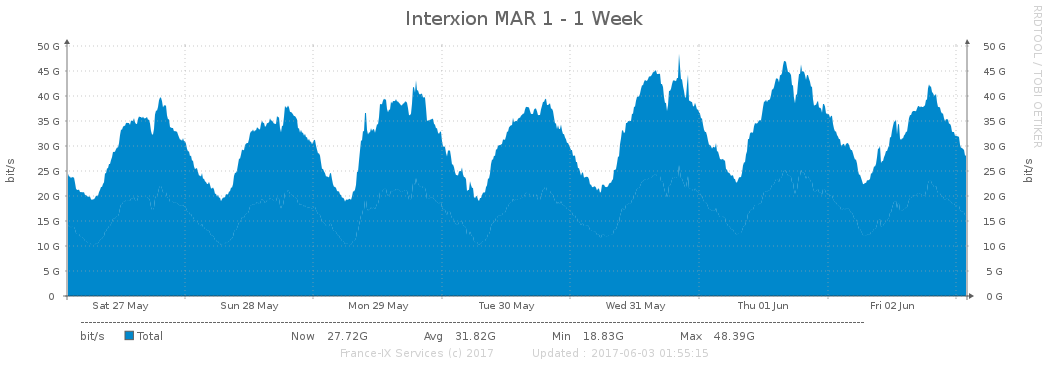 Interxion MAR 1 - 1 Week
RRDTOOL / TOBI OETIKER
50 G 50 G
45 G 45 G
40 G 40 G
35 G 35 G
30 G 30 G
25 G 25 G
20 G 20 G
15 G 15 G
10 G 10 G
5 G 5 G
0 0 G
bit/s bit/s
Sat 27 May Sun 28 May Mon 29 May Tue 30 May Wed 31 May Thu 01 Jun Fri 02 Jun
bit/s Total Now 27.72G Avg 31.82G Min 18.83G Max 48.39G
France-IX Services (c) 2017 Updated : 2017-06-03 01:55:15